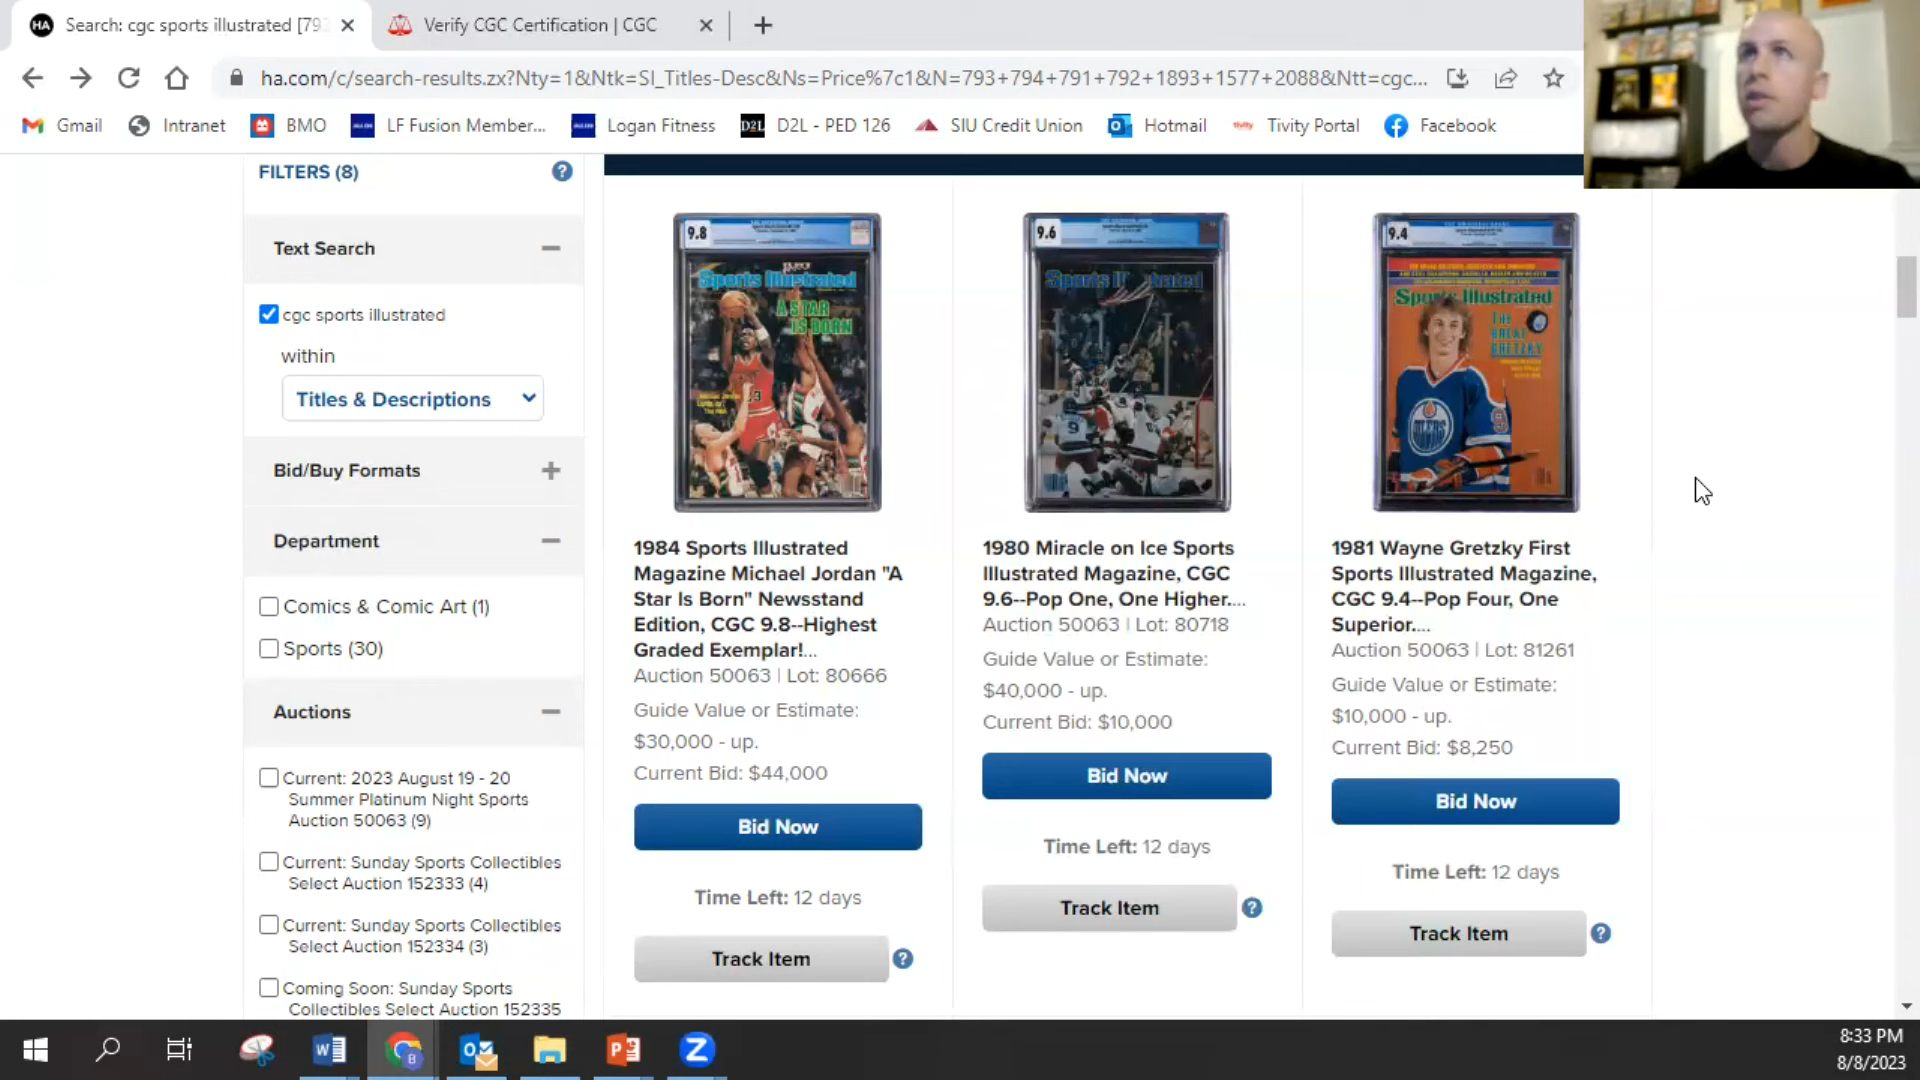 HA Search: cgc sports illustrated [793
Verify CGC Certification | CGC
ha.com/c/search-results.zx?Nty=1&Ntk=SI_Titles-Desc&Ns=Price%7c1&N=793+794+791+792+1893+1577+2088&Ntt=cgc...
Gmail
Intranet
BMO
LF Fusion Member...
Logan Fitness
D2L D2L - PED 126
SIU Credit Union
Hotmail
tivity Tivity Portal
Facebook
FILTERS (8)
?
Text Search
cgc sports illustrated
within
Titles & Descriptions
Bid/Buy Formats
Department
Comics & Comic Art (1)
Sports (30)
Auctions
Current: 2023 August 19 - 20
Summer Platinum Night Sports
Auction 50063 (9)
Current: Sunday Sports Collectibles
Select Auction 152333 (4)
Current: Sunday Sports Collectibles
Select Auction 152334 (3)
Coming Soon: Sunday Sports
Collectibles Select Auction 152335
9.8
Sports Illustrated
A STAR
IS BORN
1984 Sports Illustrated
Magazine Michael Jordan "A
Star Is Born" Newsstand
Edition, CGC 9.8--Highest
Graded Exemplar!...
Auction 50063 | Lot: 80666
Guide Value or Estimate:
$30,000 - up.
Current Bid: $44,000
Bid Now
Time Left: 12 days
Track Item
?
9.6
Sports Illustrated
9
1980 Miracle on Ice Sports
Illustrated Magazine, CGC
9.6--Pop One, One Higher....
Auction 50063 | Lot: 80718
Guide Value or Estimate:
$40,000 - up.
Current Bid: $10,000
Bid Now
Time Left: 12 days
Track Item
?
9.4
Sports Illustrated
THE
GREAT
GRETZKY
OILERS
9
1981 Wayne Gretzky First
Sports Illustrated Magazine,
CGC 9.4--Pop Four, One
Superior....
Auction 50063 | Lot: 81261
Guide Value or Estimate:
$10,000 - up.
Current Bid: $8,250
Bid Now
Time Left: 12 days
Track Item
?
8:33 PM
8/8/2023